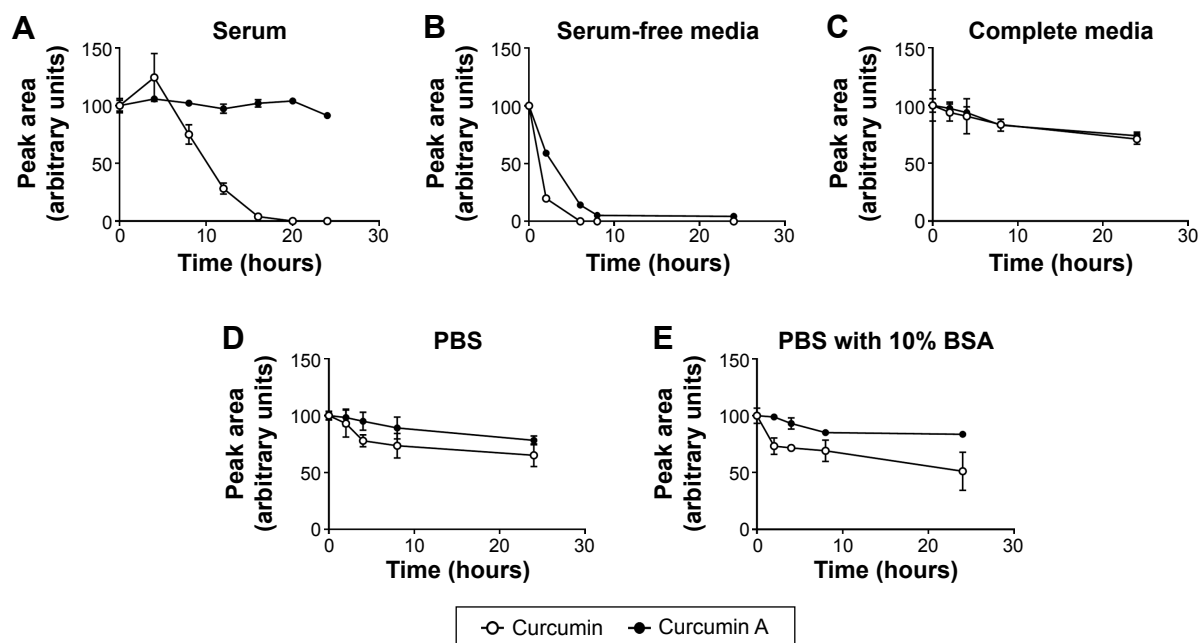 A
Serum
Peak area
(arbitrary units)
150
100
50
0
0
10
20
30
Time (hours)
B
Serum-free media
Peak area
(arbitrary units)
150
100
50
0
0
10
20
30
Time (hours)
C
Complete media
Peak area
(arbitrary units)
150
100
50
0
0
10
20
30
Time (hours)
D
PBS
Peak area
(arbitrary units)
150
100
50
0
0
10
20
30
Time (hours)
E
PBS with 10% BSA
Peak area
(arbitrary units)
150
100
50
0
0
10
20
30
Time (hours)
Curcumin
Curcumin A